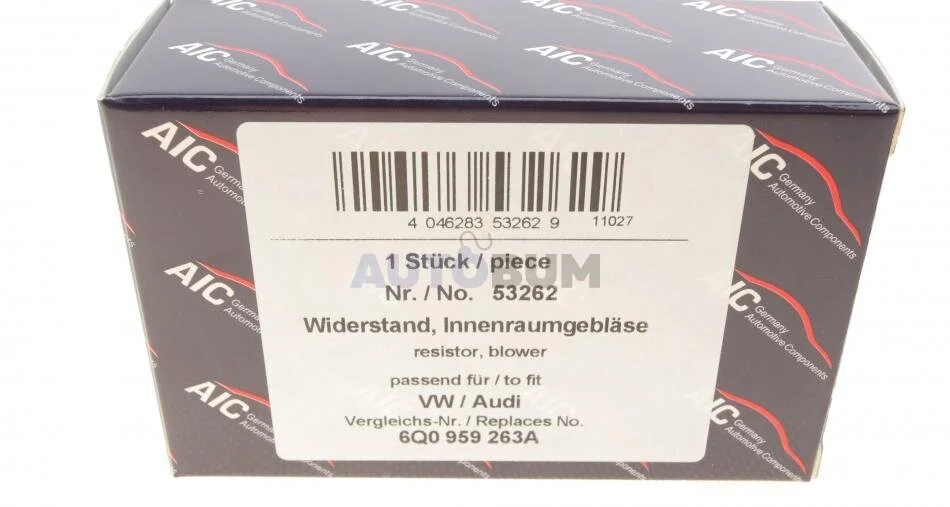 AIC Germany Automotive Components
4 046283 53262 9
11027
1 Stück / piece
AUTOBUM
Nr. / No. 53262
Widerstand, Innenraumgebläse
resistor, blower
passend für / to fit
VW / Audi
Vergleichs-Nr. / Replaces No.
6Q0 959 263A